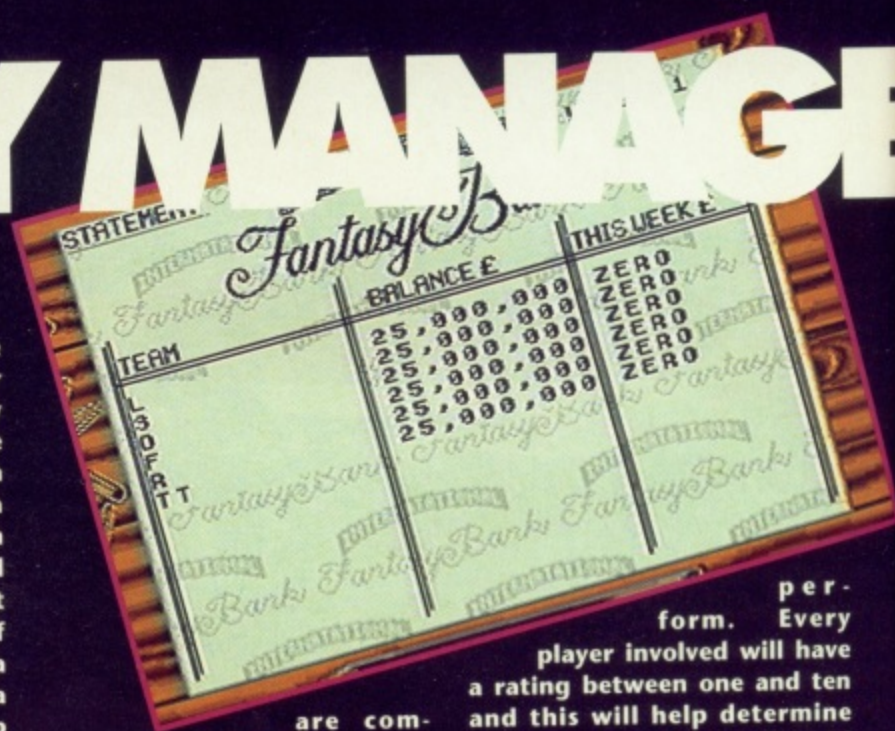 Y MANAGE
STATEMENT
1
Fantasy Bank
TEAM BALANCE £ THIS WEEK £
L 25,000,000 ZERO
S 25,000,000 ZERO
O 25,000,000 ZERO
F 25,000,000 ZERO
R 25,000,000 ZERO
T T 25,000,000 ZERO
per-
form. Every
player involved will have
a rating between one and ten
are com- and this will help determine